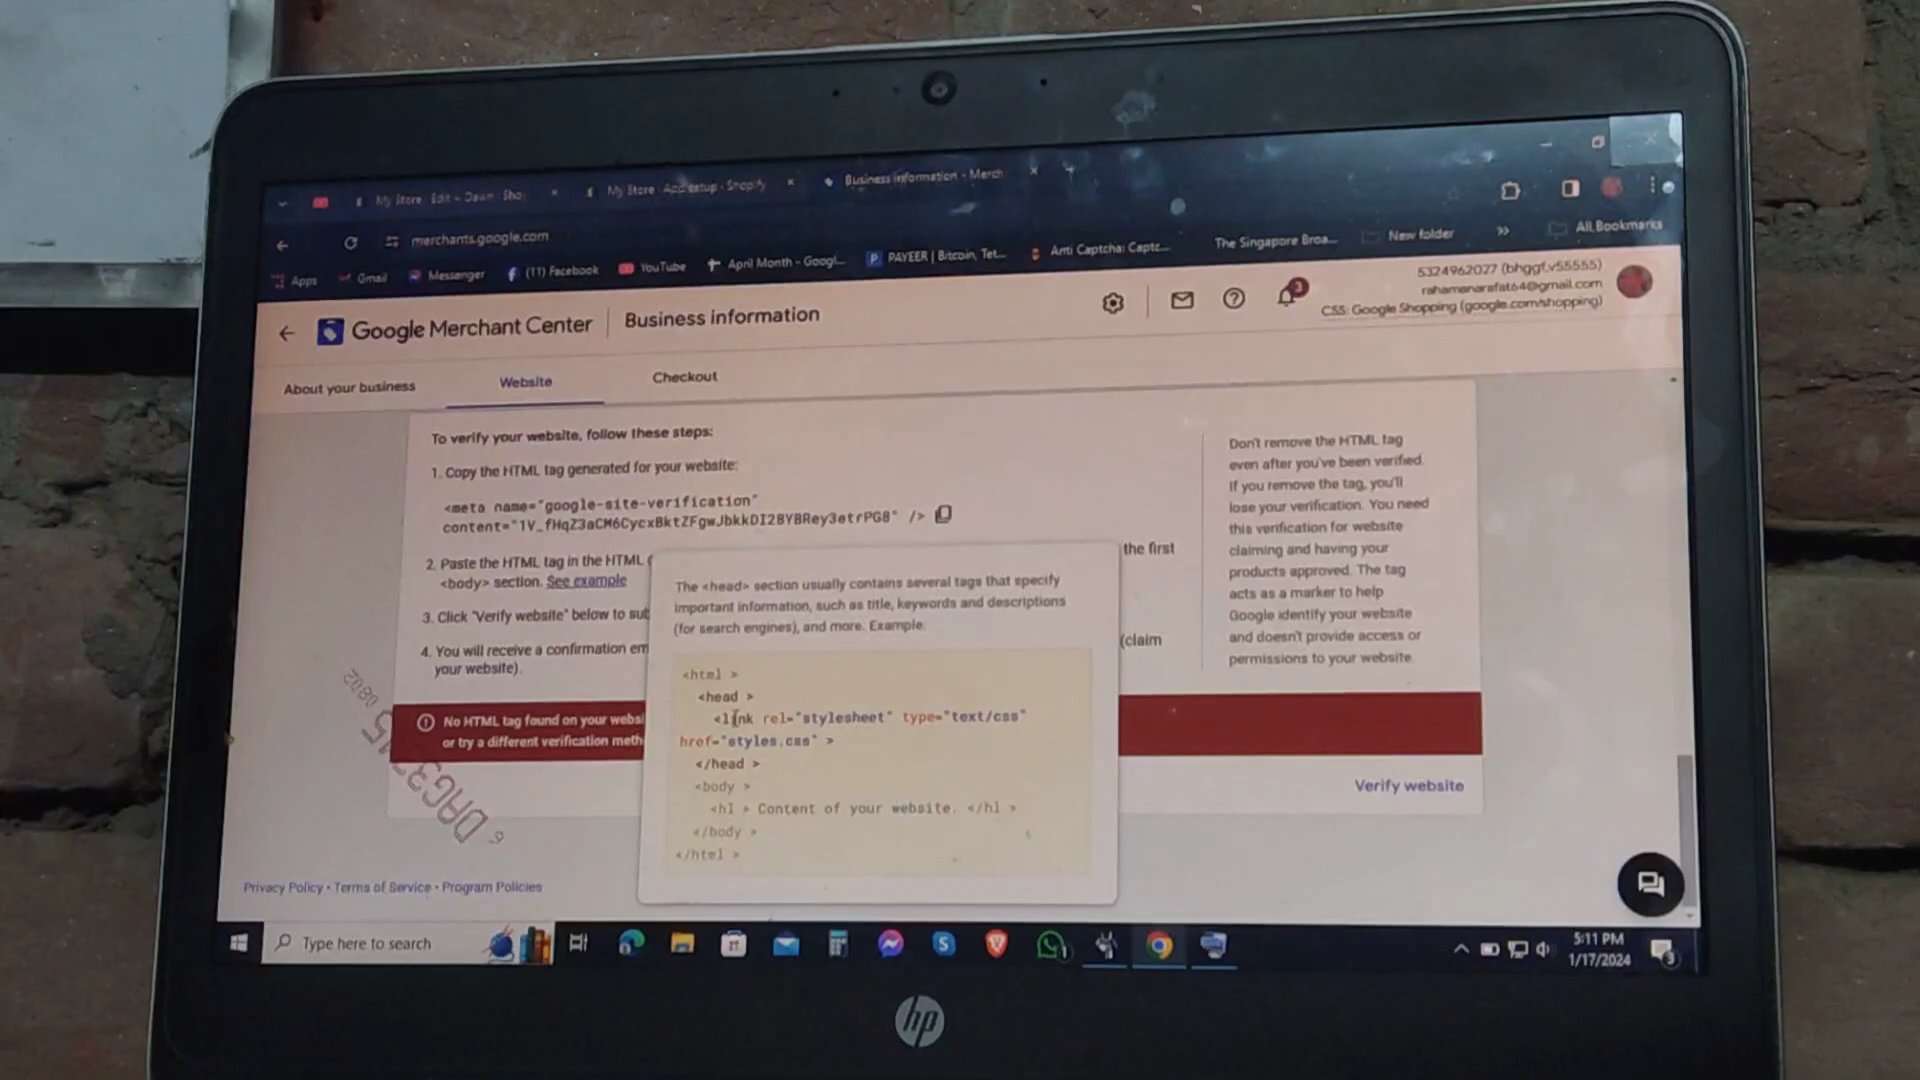 My Store · Edit - Dawn · Sho
My Store · App setup · Shopify
Business information - Merch
merchants.google.com
Apps
Gmail
Messenger
(11) Facebook
YouTube
April Month - Googl...
PAYEER | Bitcoin, Tet...
Anti Captcha: Captc...
The Singapore Broa...
New folder
All Bookmarks
Google Merchant Center
Business information
3
5324962027 (bhggf.v55555)
rahamanarafat64@gmail.com
CSS: Google Shopping (google.com/shopping)
About your business
Website
Checkout
To verify your website, follow these steps:
1. Copy the HTML tag generated for your website:
<meta name="google-site-verification"
content="1V_fHqZ3aCM6CycxBktZFgwJbkkDI2BYBRey3etrPG8" />
2. Paste the HTML tag in the HTML
the first
<body> section. See example
3. Click "Verify website" below to sub
4. You will receive a confirmation em
(claim
your website).
No HTML tag found on your websi
or try a different verification meth
The <head> section usually contains several tags that specify
important information, such as title, keywords and descriptions
(for search engines), and more. Example.
<html >
<head >
<link rel="stylesheet" type="text/css"
href="styles.css" >
</head >
<body >
<h1 > Content of your website. </h1 >
</body >
</html >
Don't remove the HTML tag
even after you've been verified.
If you remove the tag, you'll
lose your verification. You need
this verification for website
claiming and having your
products approved. The tag
acts as a marker to help
Google identify your website
and doesn't provide access or
permissions to your website.
Verify website
Privacy Policy · Terms of Service · Program Policies
Type here to search
5:11 PM
1/17/2024
3
hp